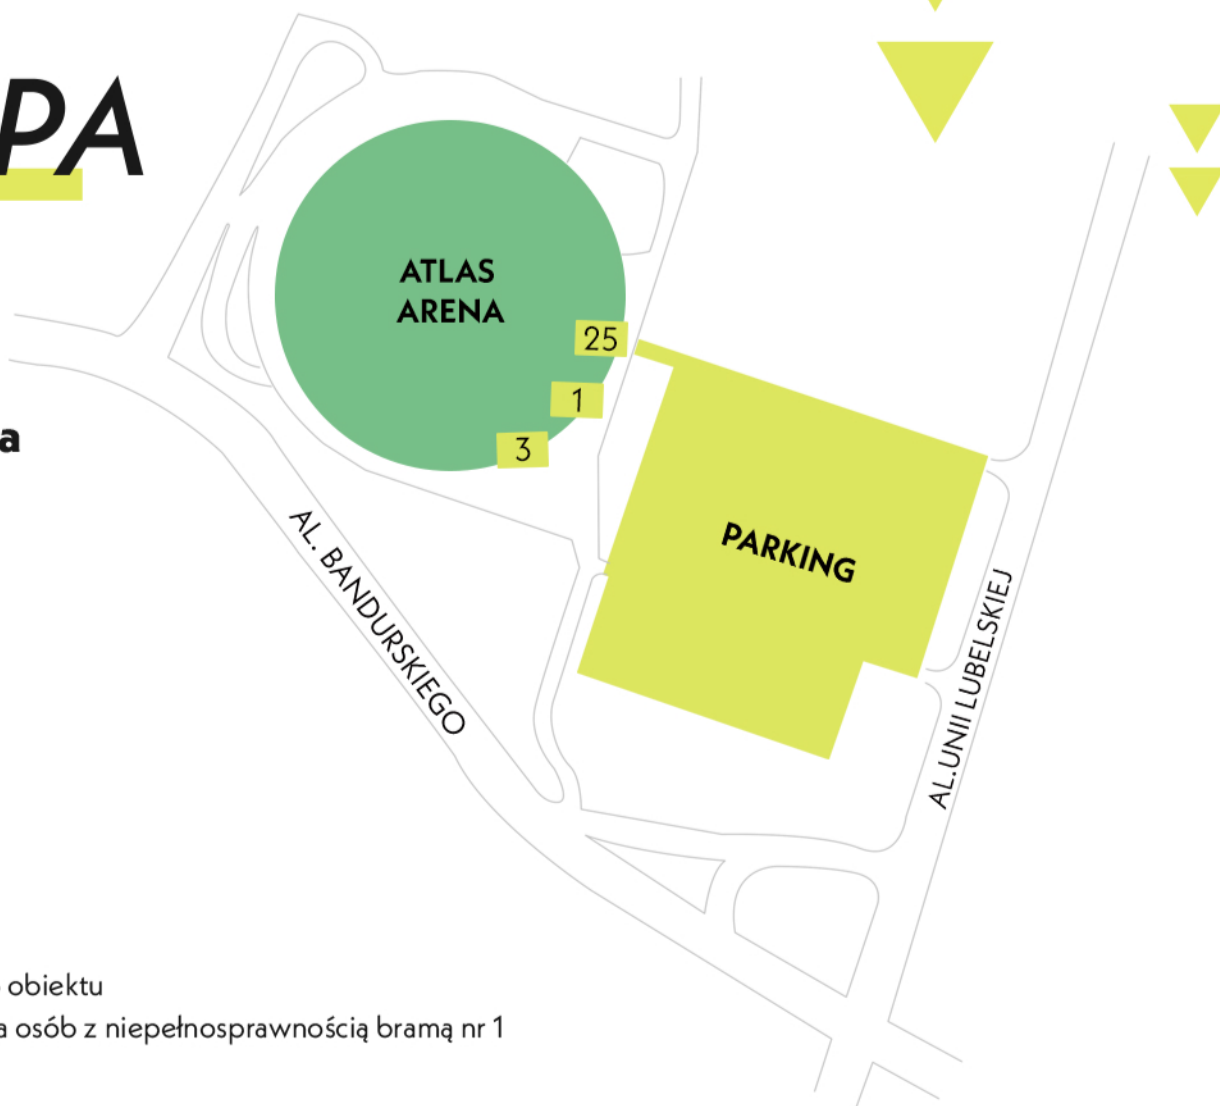 PA
ATLAS
ARENA
25
1
3
a
PARKING
AL. BANDURSKIEGO
AL.UNII LUBELSKIEJ
obiektu
a osób z niepełnosprawnością bramą nr 1